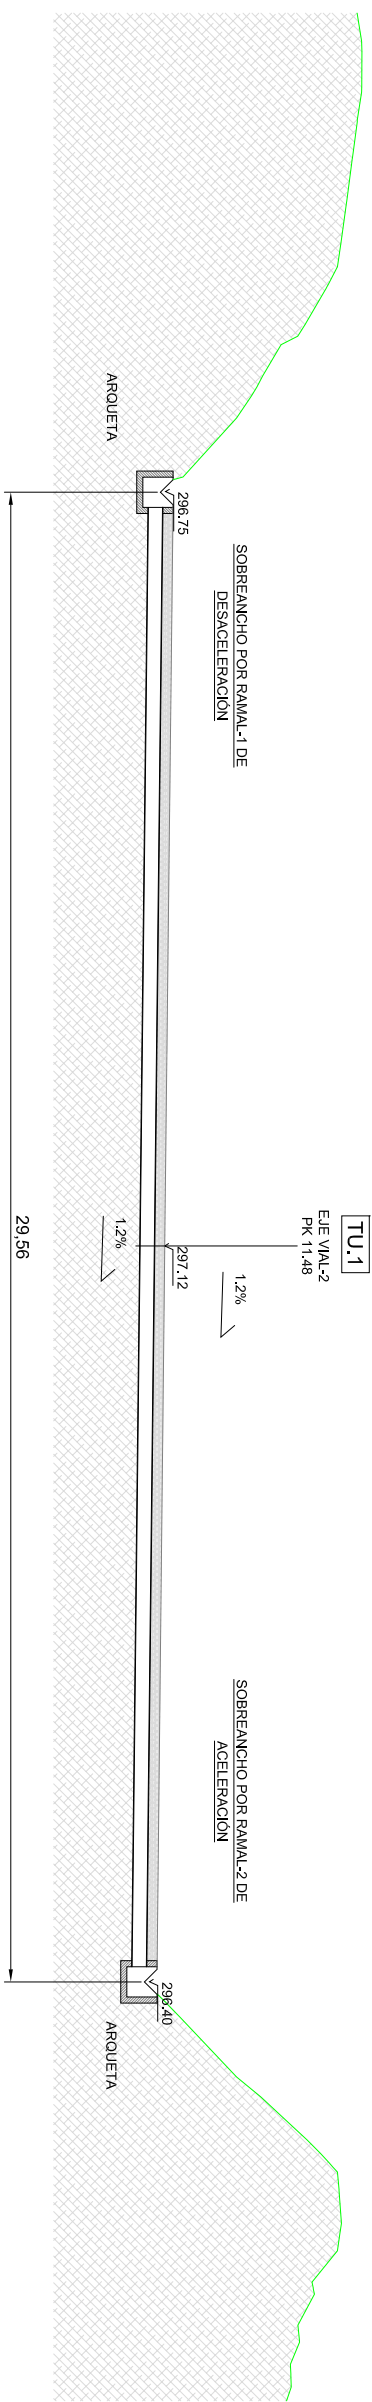 TU.1
EJE VIAL-2
PK 11.48
SOBREANCHO POR RAMAL-1 DE
DESACELERACIÓN
SOBREANCHO POR RAMAL-2 DE
ACELERACIÓN
1.2%
296.75
297.12
296.40
1.2%
ARQUETA
ARQUETA
29,56